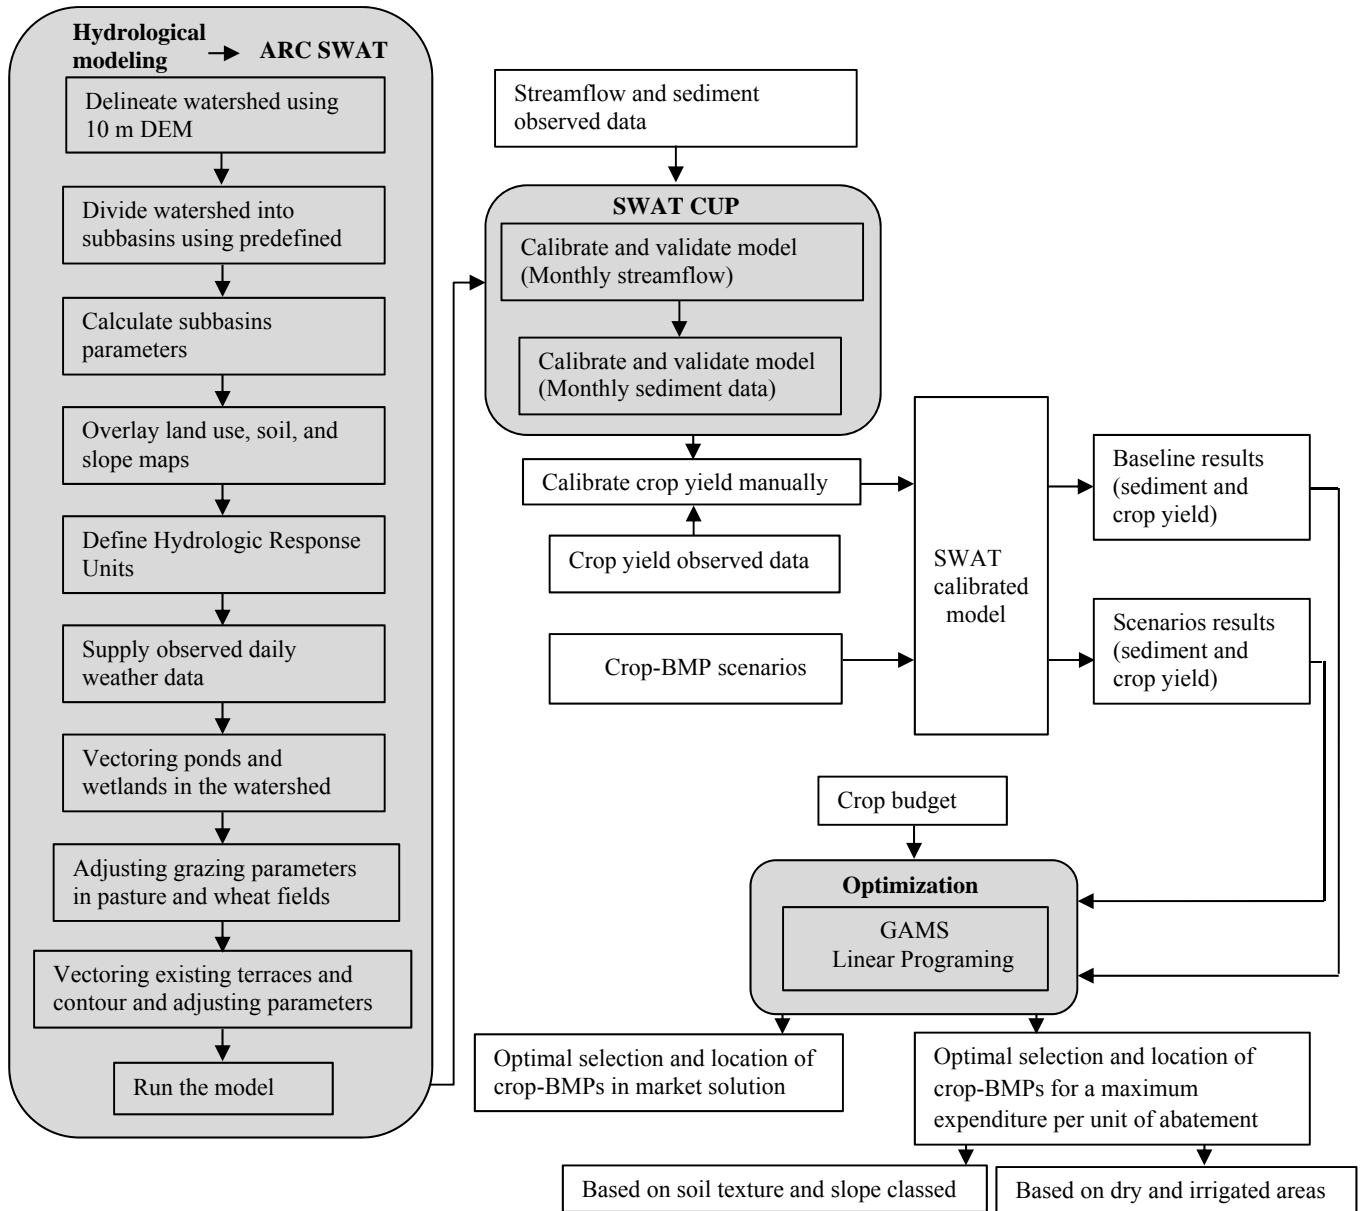 Hydrological
modeling
ARC SWAT
Delineate watershed using
10 m DEM
Divide watershed into
subbasins using predefined
Calculate subbasins
parameters
Overlay land use, soil, and
slope maps
Define Hydrologic Response
Units
Supply observed daily
weather data
Vectoring ponds and
wetlands in the watershed
Adjusting grazing parameters
in pasture and wheat fields
Vectoring existing terraces and
contour and adjusting parameters
Run the model
Streamflow and sediment
observed data
SWAT CUP
Calibrate and validate model
(Monthly streamflow)
Calibrate and validate model
(Monthly sediment data)
Calibrate crop yield manually
Crop yield observed data
Crop-BMP scenarios
SWAT
calibrated
model
Baseline results
(sediment and
crop yield)
Scenarios results
(sediment and
crop yield)
Crop budget
Optimization
GAMS
Linear Programing
Optimal selection and location of
crop-BMPs in market solution
Optimal selection and location of
crop-BMPs for a maximum
expenditure per unit of abatement
Based on soil texture and slope classed
Based on dry and irrigated areas